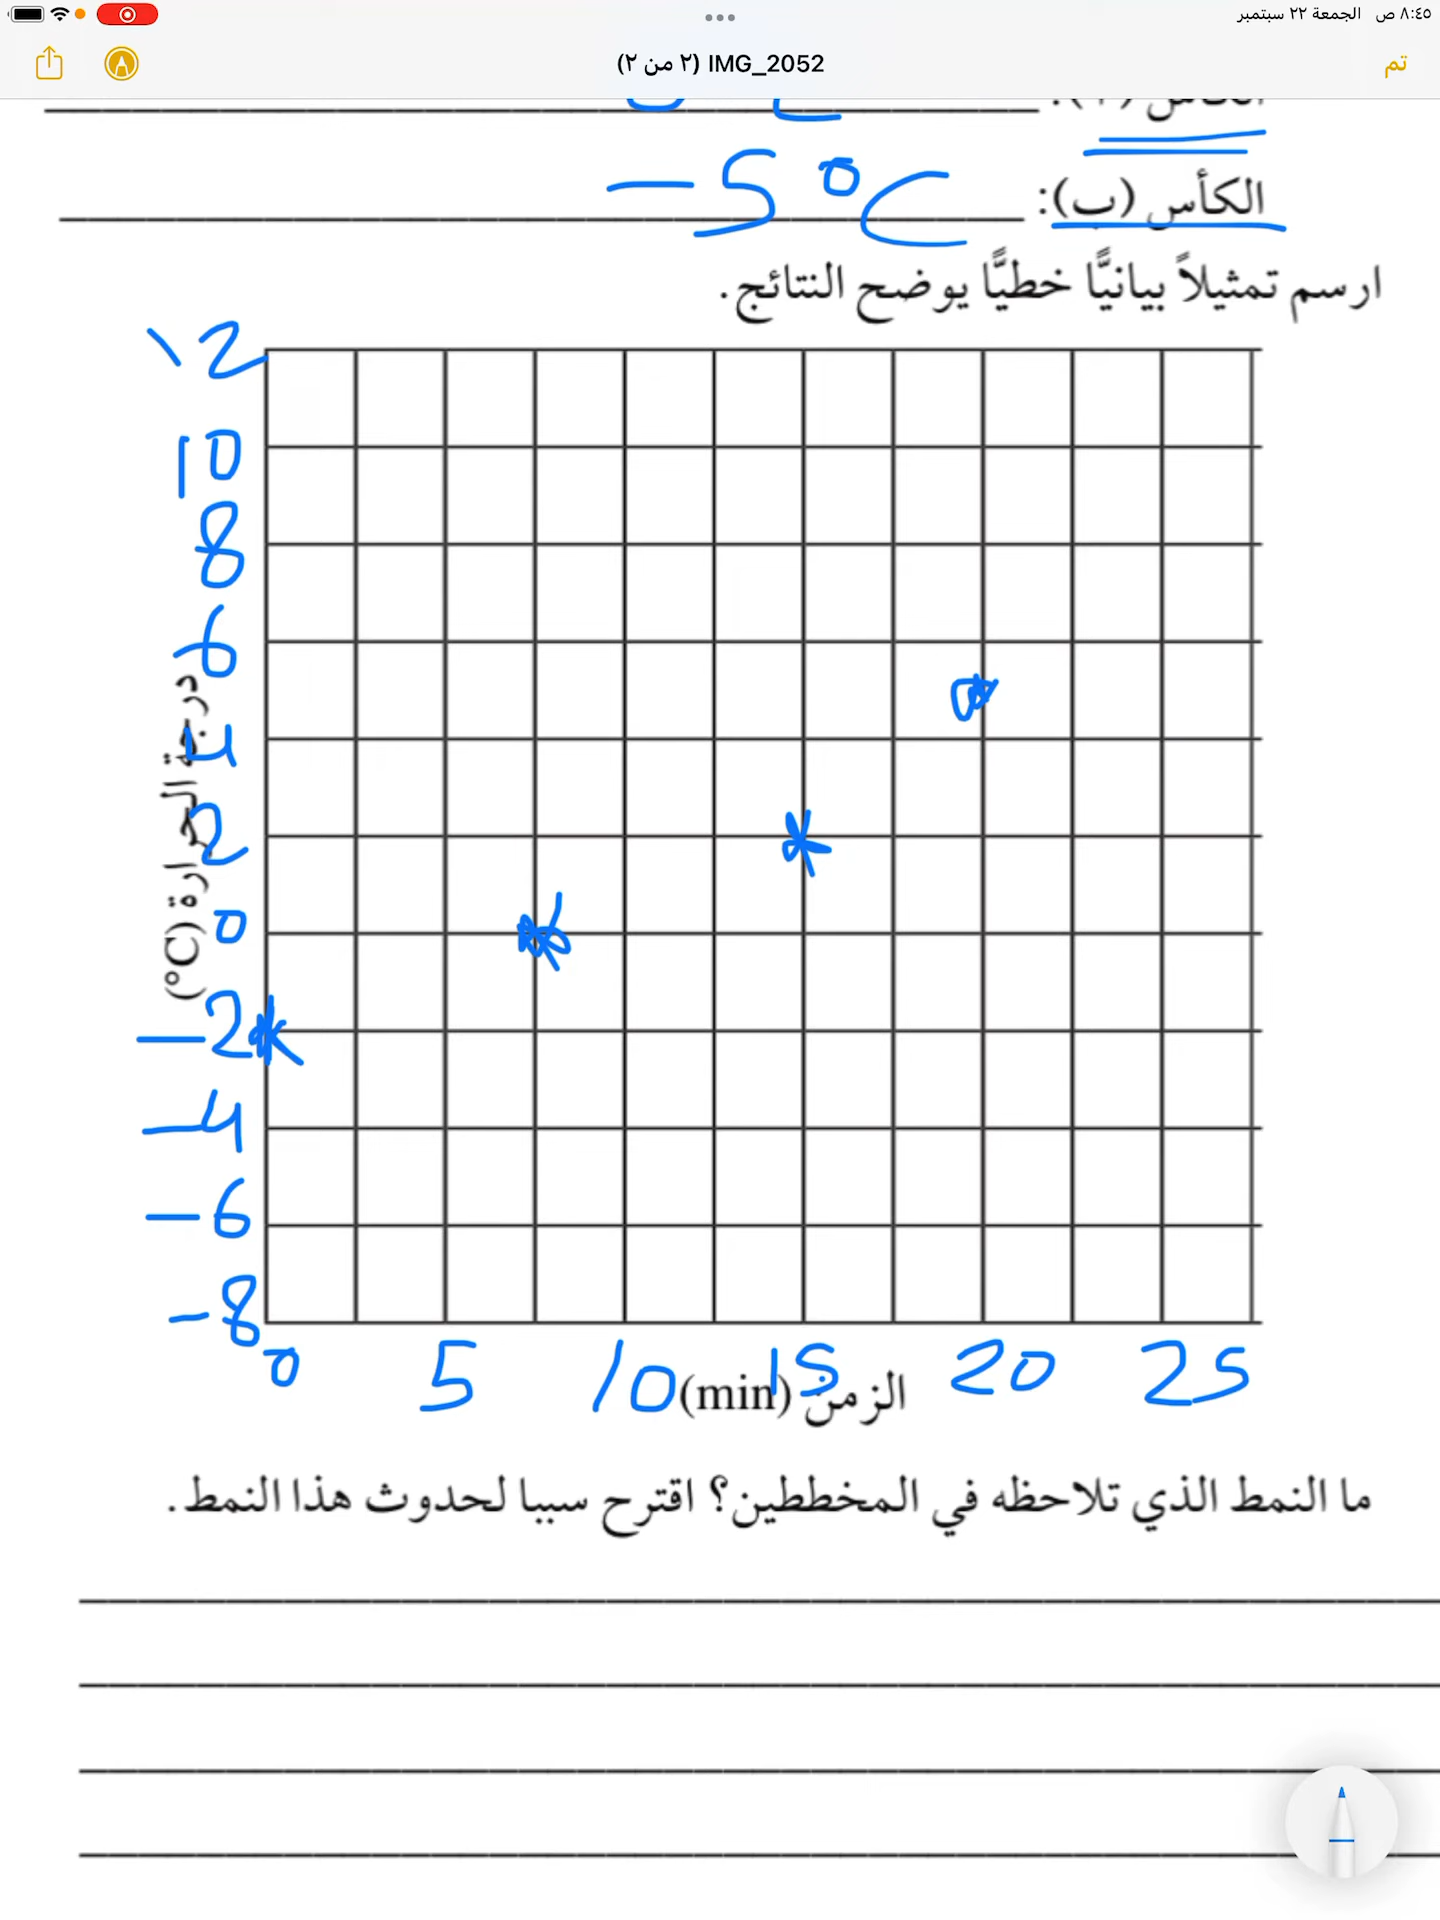 ٨:٤٥ ص الجمعة ٢٢ سبتمبر
تم
IMG_2052 (٢ من ٢)
الكأس (ب): -5°C
ارسم تمثيلاً بيانيًّا خطيًّا يوضح النتائج.
12
10
8
6
4
2
0
-2
-4
-6
-8
درجة الحرارة (°C)
0 5 10 15 20 25
الزمن (min)
ما النمط الذي تلاحظه في المخططين؟ اقترح سببا لحدوث هذا النمط.